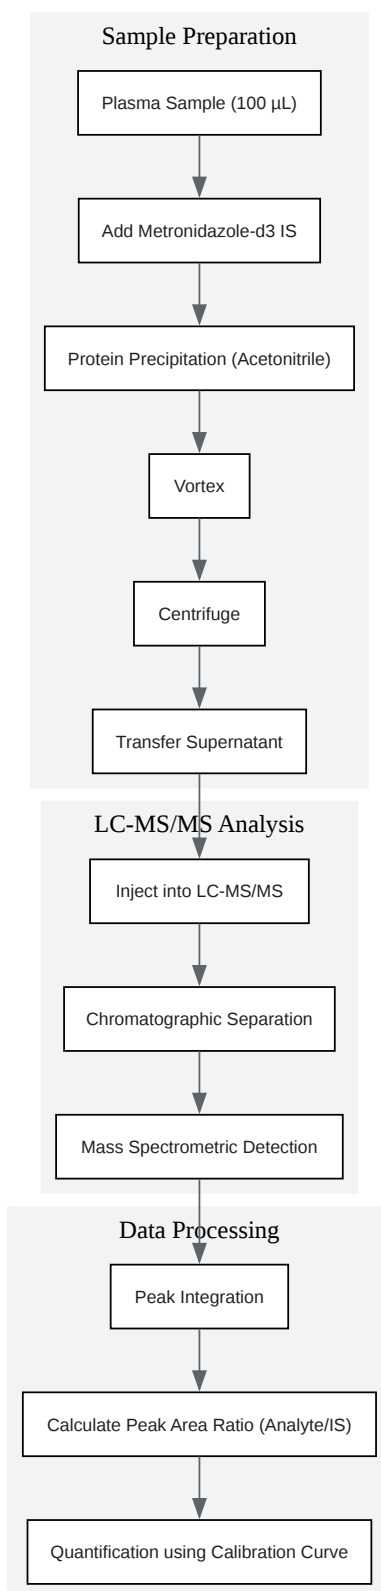 Sample Preparation
Plasma Sample (100 µL)
Add Metronidazole-d3 IS
Protein Precipitation (Acetonitrile)
Vortex
Centrifuge
Transfer Supernatant
LC-MS/MS Analysis
Inject into LC-MS/MS
Chromatographic Separation
Mass Spectrometric Detection
Data Processing
Peak Integration
Calculate Peak Area Ratio (Analyte/IS)
Quantification using Calibration Curve